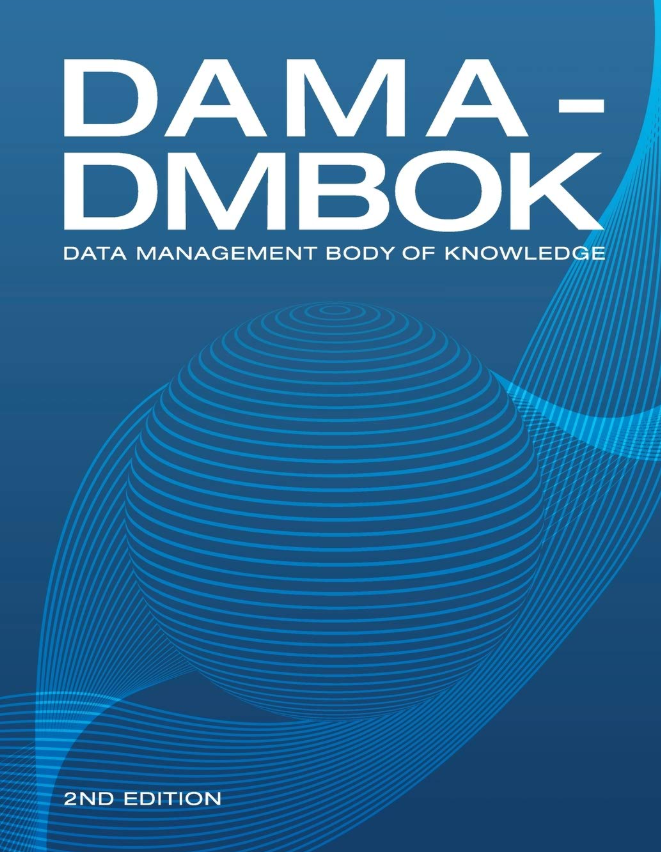 DAMA-
DMBOK
DATA MANAGEMENT BODY OF KNOWLEDGE
2ND EDITION